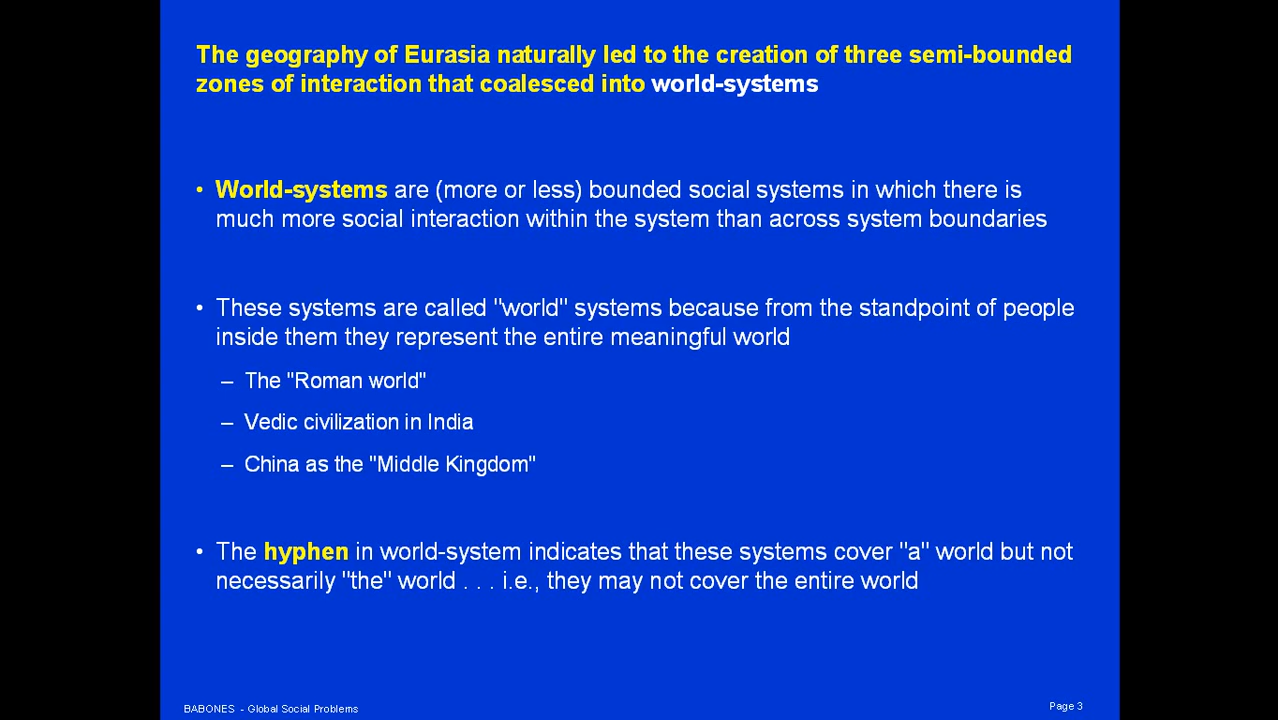 The geography of Eurasia naturally led to the creation of three semi-bounded
zones of interaction that coalesced into world-systems
• World-systems are (more or less) bounded social systems in which there is
much more social interaction within the system than across system boundaries
• These systems are called "world" systems because from the standpoint of people
inside them they represent the entire meaningful world
– The "Roman world"
– Vedic civilization in India
– China as the "Middle Kingdom"
• The hyphen in world-system indicates that these systems cover "a" world but not
necessarily "the" world . . . i.e., they may not cover the entire world
BABONES - Global Social Problems
Page 3